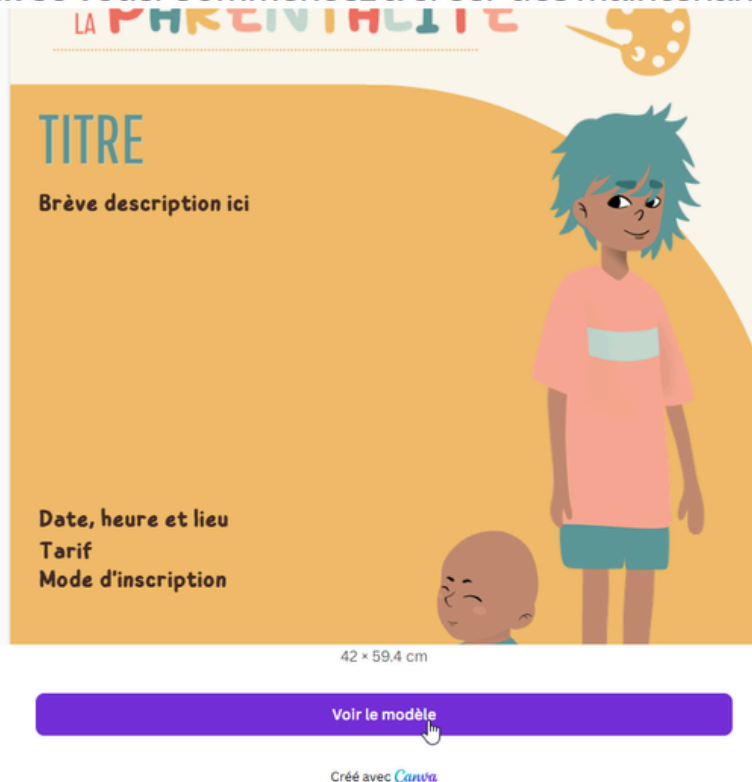 LA PARENTALITÉ
TITRE
Brève description ici
Date, heure et lieu
Tarif
Mode d'inscription
42 × 59.4 cm
Voir le modèle
Créé avec Canva